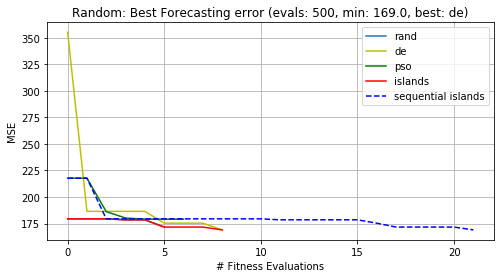 Random: Best Forecasting error (evals: 500, min: 169.0, best: de)
350
325
300
275
250
225
200
175
MSE
rand
de
pso
islands
sequential islands
0
5
10
15
20
# Fitness Evaluations